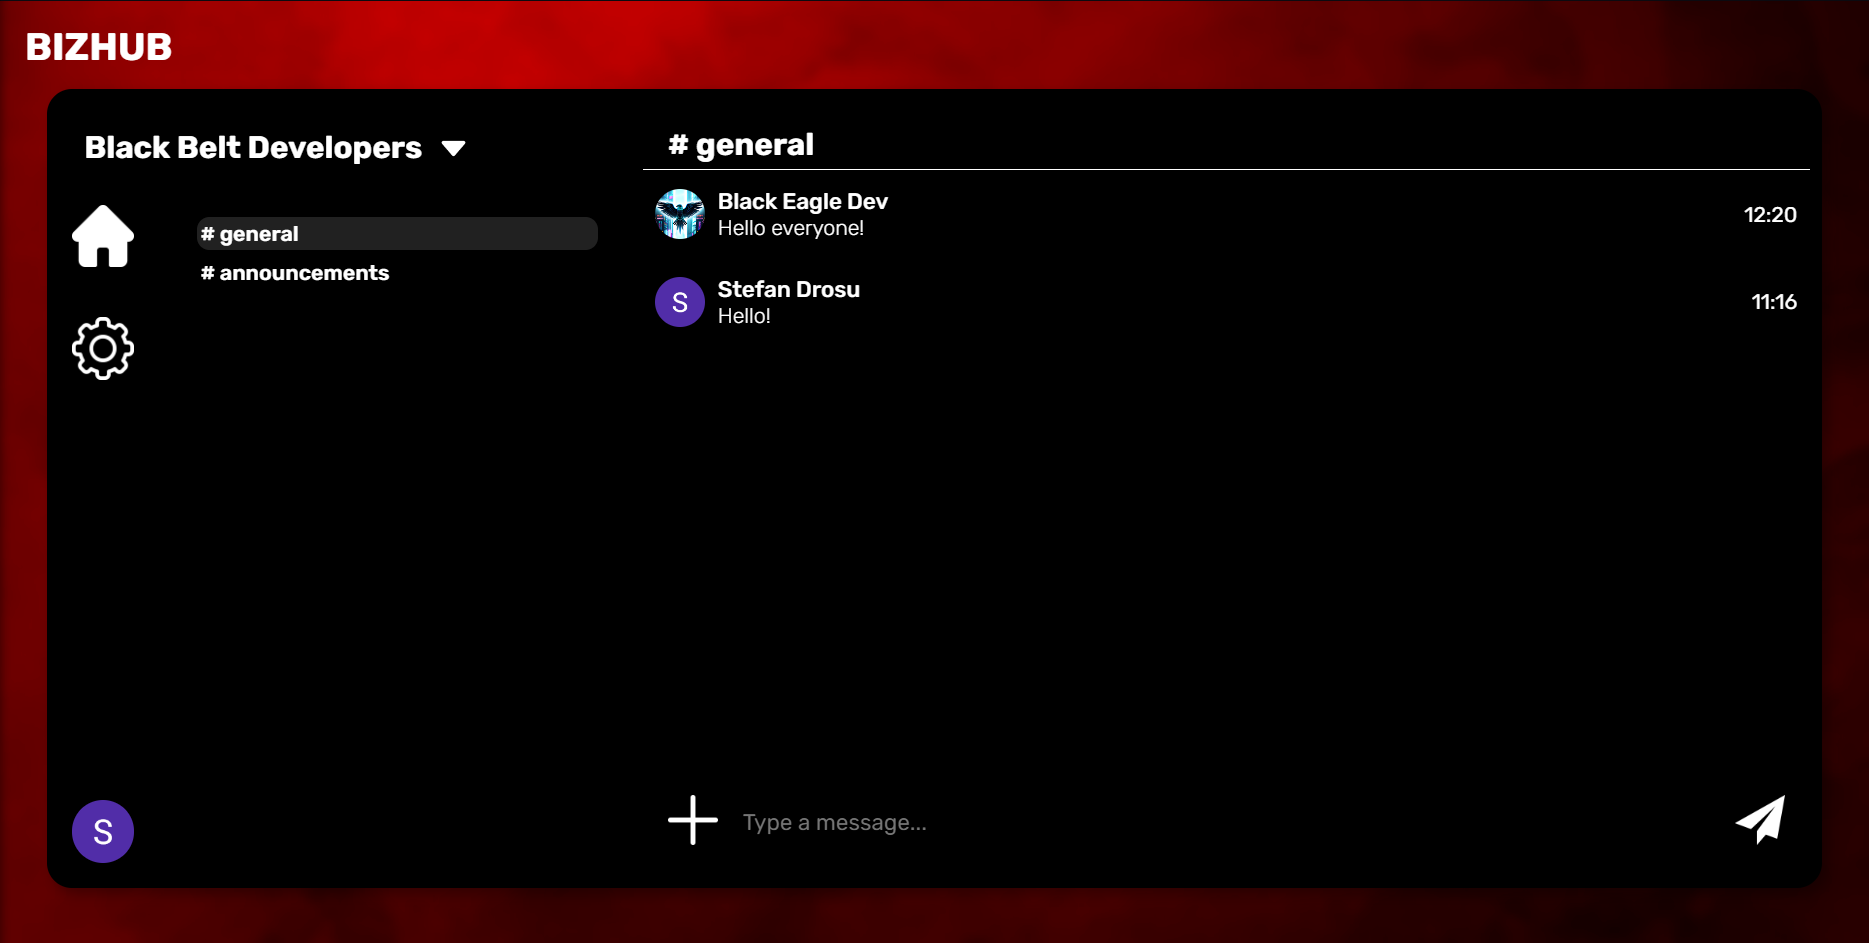 BIZHUB
Black Belt Developers
# general
# announcements
S
# general
Black Eagle Dev
Hello everyone!
12:20
S
Stefan Drosu
Hello!
11:16
Type a message...